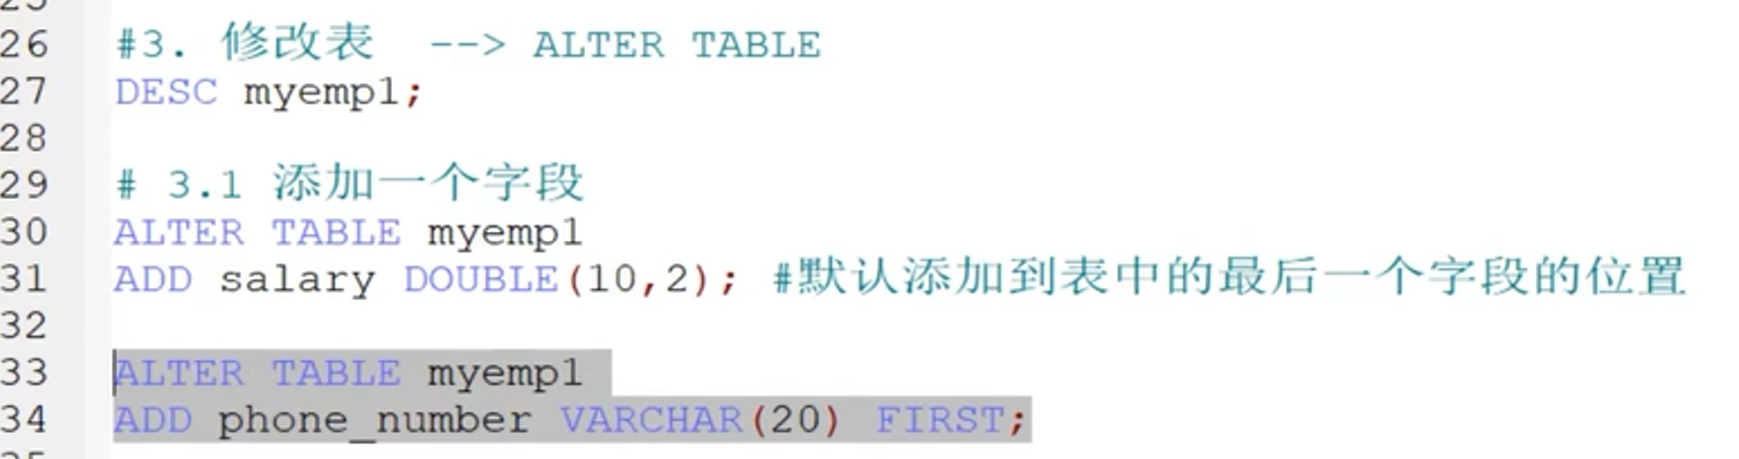 26 #3. 修改表 --> ALTER TABLE
27 DESC myemp1;
28
29 # 3.1 添加一个字段
30 ALTER TABLE myemp1
31 ADD salary DOUBLE(10,2); #默认添加到表中的最后一个字段的位置
32
33 ALTER TABLE myemp1
34 ADD phone_number VARCHAR(20) FIRST;